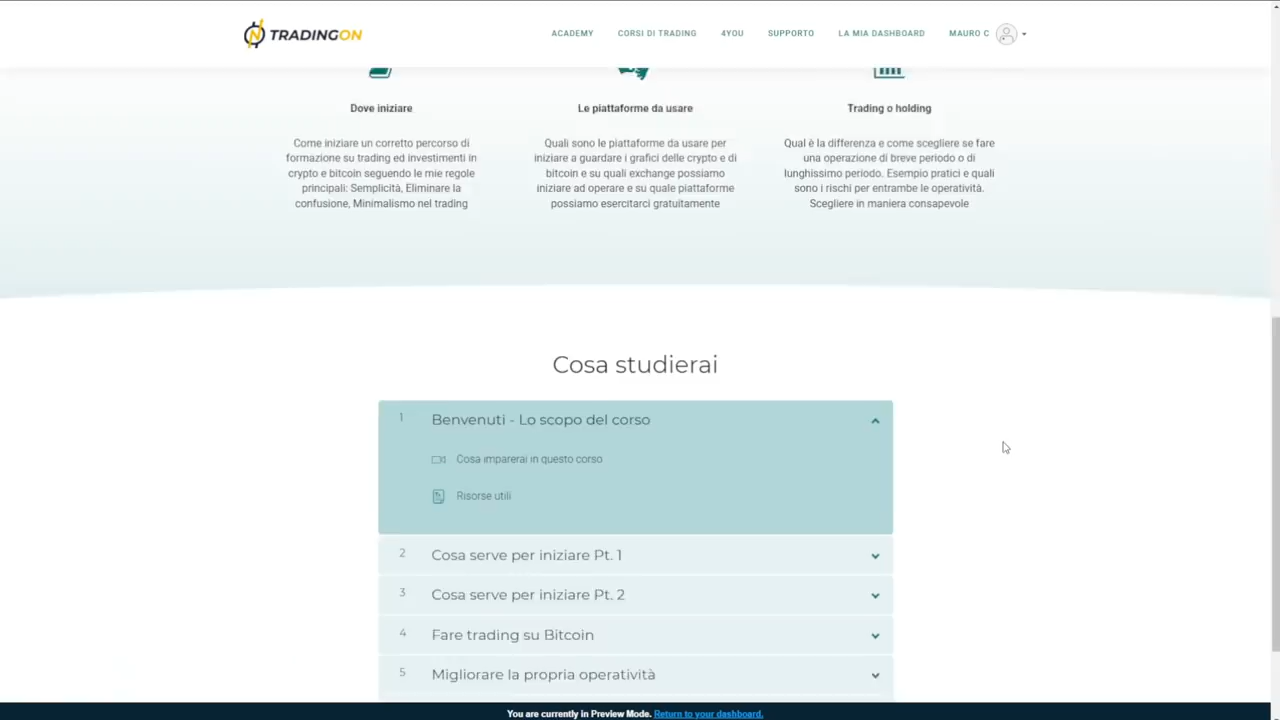 TRADINGON
ACADEMY CORSI DI TRADING 4YOU SUPPORTO LA MIA DASHBOARD MAURO C
Dove iniziare
Come iniziare un corretto percorso di
formazione su trading ed investimenti in
crypto e bitcoin seguendo le mie regole
principali: Semplicità, Eliminare la
confusione, Minimalismo nel trading
Le piattaforme da usare
Quali sono le piattaforme da usare per
iniziare a guardare i grafici delle crypto e di
bitcoin e su quali exchange possiamo
iniziare ad operare e su quale piattaforme
possiamo esercitarci gratuitamente
Trading o holding
Qual è la differenza e come scegliere se fare
una operazione di breve periodo o di
lunghissimo periodo. Esempio pratici e quali
sono i rischi per entrambe le operatività.
Scegliere in maniera consapevole
Cosa studierai
1 Benvenuti - Lo scopo del corso
Cosa imparerai in questo corso
Risorse utili
2 Cosa serve per iniziare Pt. 1
3 Cosa serve per iniziare Pt. 2
4 Fare trading su Bitcoin
5 Migliorare la propria operatività
You are currently in Preview Mode. Return to your dashboard.